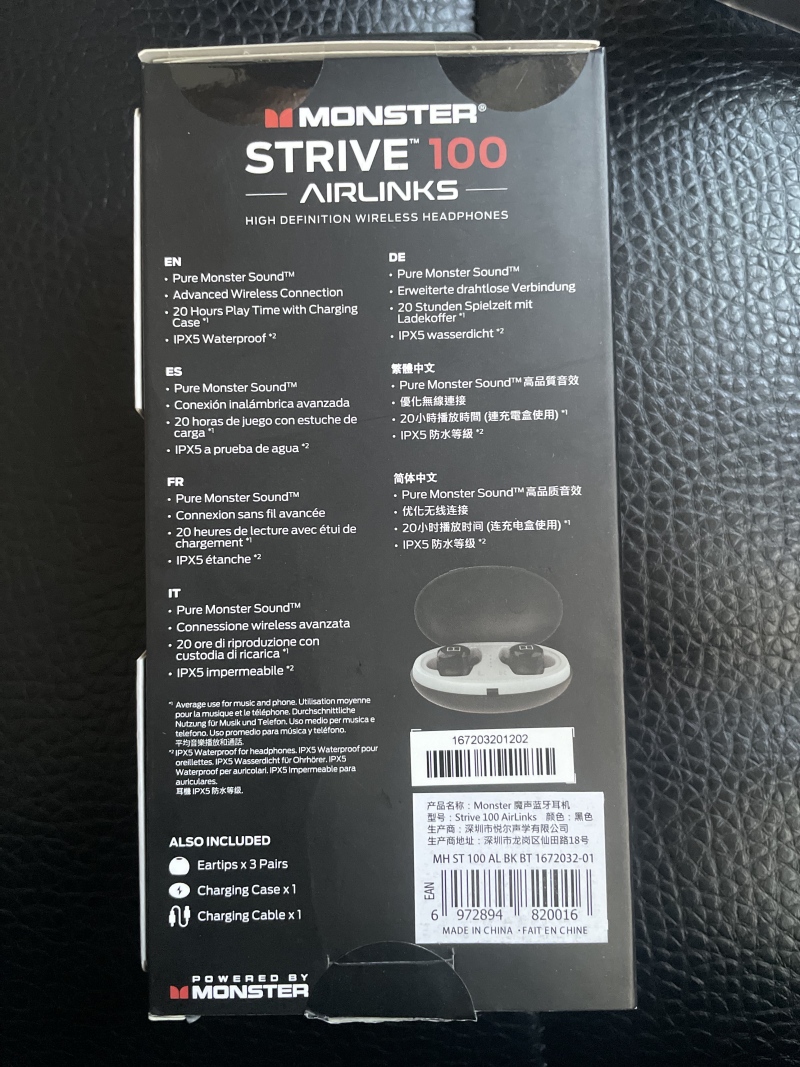 MONSTER®
STRIVE™ 100
AIRLINKS
HIGH DEFINITION WIRELESS HEADPHONES
EN
• Pure Monster Sound™
• Advanced Wireless Connection
• 20 Hours Play Time with Charging
Case *1
• IPX5 Waterproof *2
ES
• Pure Monster Sound™
• Conexión inalámbrica avanzada
• 20 horas de juego con estuche de
carga *1
• IPX5 a prueba de agua *2
FR
• Pure Monster Sound™
• Connexion sans fil avancée
• 20 heures de lecture avec étui de
chargement *1
• IPX5 étanche *2
IT
• Pure Monster Sound™
• Connessione wireless avanzata
• 20 ore di riproduzione con
custodia di ricarica *1
• IPX5 impermeabile *2
*1 Average use for music and phone. Utilisation moyenne
pour la musique et le téléphone. Durchschnittliche
Nutzung für Musik und Telefon. Uso medio per musica e
telefono. Uso promedio para música y teléfono.
平均音樂播放和通話.
*2 IPX5 Waterproof for headphones. IPX5 Waterproof pour
oreillettes. IPX5 Wasserdicht für Ohrhörer. IPX5
Waterproof per auricolari. IPX5 Impermeable para
auriculares.
耳機 IPX5 防水等級.
ALSO INCLUDED
Eartips x 3 Pairs
Charging Case x 1
Charging Cable x 1
POWERED BY
MONSTER
DE
• Pure Monster Sound™
• Erweiterte drahtlose Verbindung
• 20 Stunden Spielzeit mit
Ladekoffer *1
• IPX5 wasserdicht *2
繁體中文
• Pure Monster Sound™ 高品質音效
• 優化無線連接
• 20小時播放時間 (連充電盒使用) *1
• IPX5 防水等級 *2
简体中文
• Pure Monster Sound™ 高品质音效
• 优化无线连接
• 20小时播放时间 (连充电盒使用) *1
• IPX5 防水等级 *2
167203201202
产品名称：Monster 魔声蓝牙耳机
型号：Strive 100 AirLinks 颜色：黑色
生产商：深圳市悦尔声学有限公司
生产商地址：深圳市龙岗区仙田路18号
MH ST 100 AL BK BT 1672032-01
EAN
6 972894 820016
MADE IN CHINA • FAIT EN CHINE